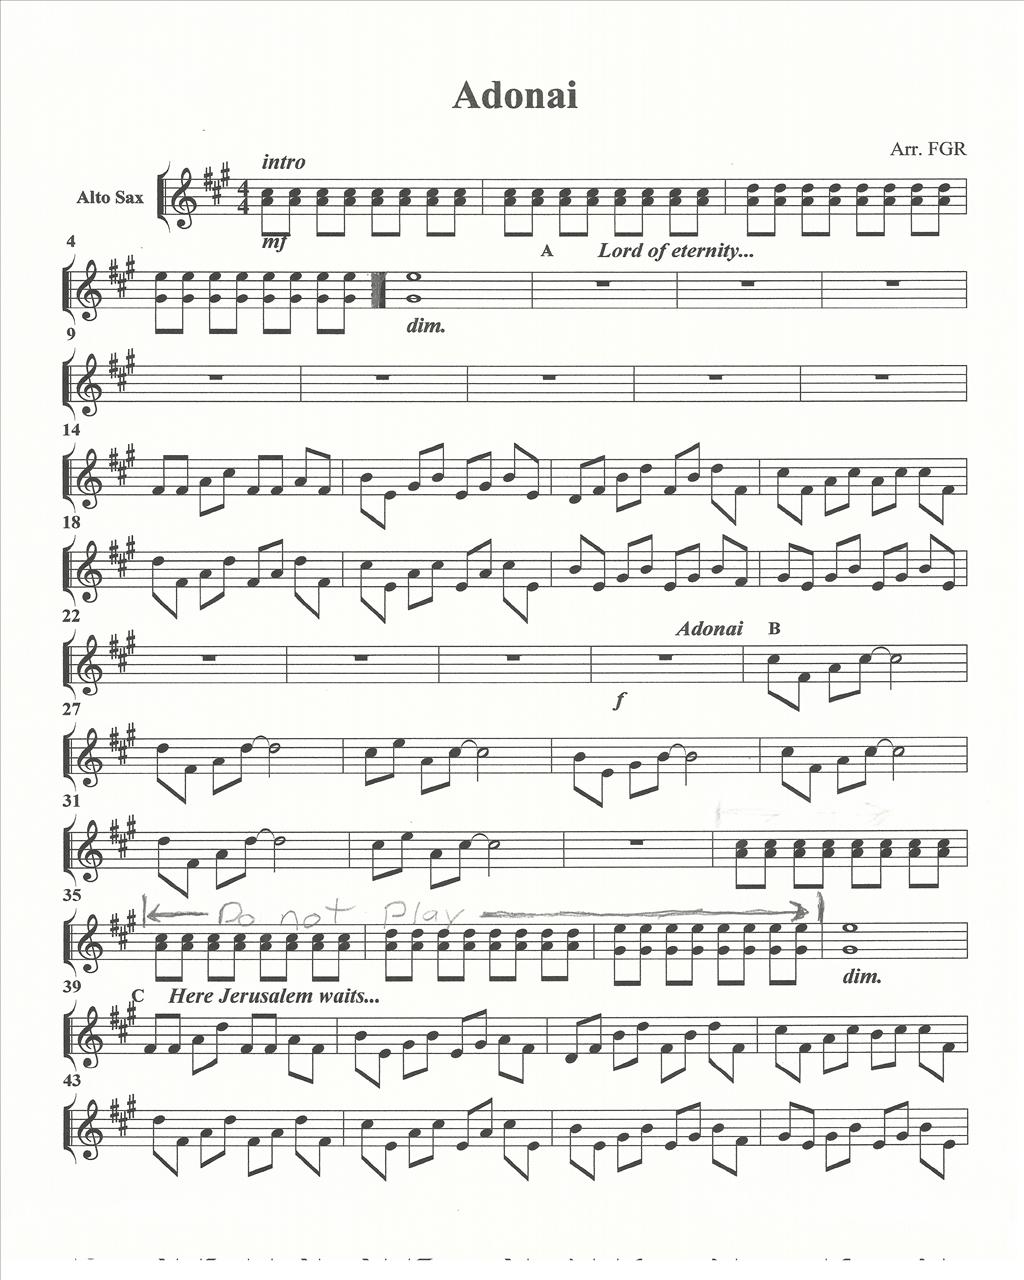 Adonai
Arr. FGR
intro
Alto Sax
4
4
mf
4
A Lord of eternity...
dim.
9
14
18
22
Adonai B
f
27
31
35
Do not Play
dim.
39
C Here Jerusalem waits...
43